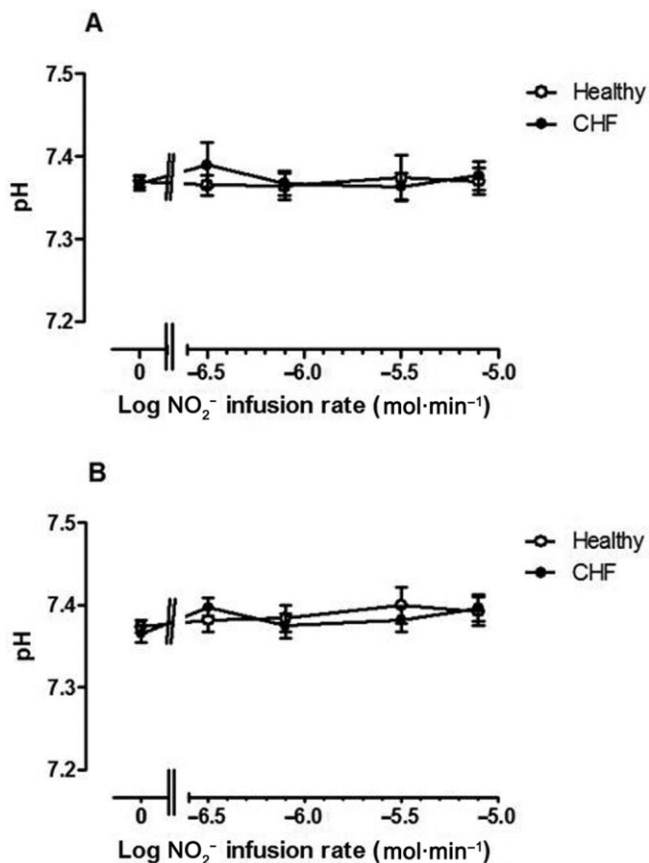 A
7.5
7.4
7.3
7.2
pH
Healthy
CHF
0 −6.5 −6.0 −5.5 −5.0
Log NO₂⁻ infusion rate (mol·min⁻¹)
B
7.5
7.4
7.3
7.2
pH
Healthy
CHF
0 −6.5 −6.0 −5.5 −5.0
Log NO₂⁻ infusion rate (mol·min⁻¹)